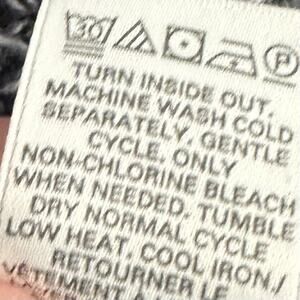 30 P
TURN INSIDE OUT.
MACHINE WASH COLD
SEPARATELY, GENTLE
CYCLE. ONLY
NON-CHLORINE BLEACH
WHEN NEEDED. TUMBLE
DRY NORMAL CYCLE
LOW HEAT. COOL IRON./
RETOURNER LE
VÊTEMENT